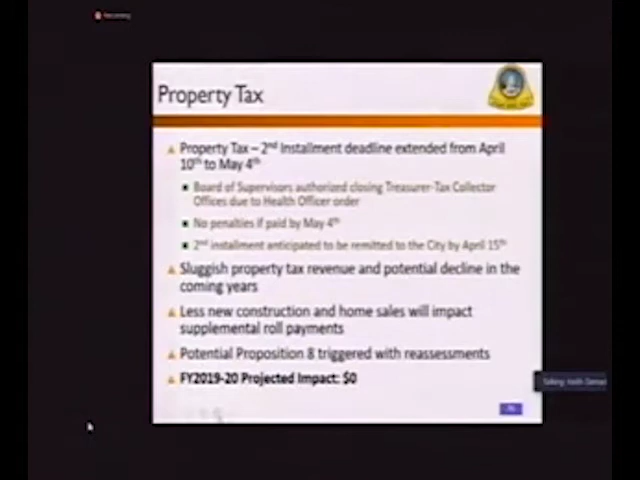 Property Tax
Property Tax – 2nd Installment deadline extended from April
10th to May 4th
Board of Supervisors authorized closing Treasurer-Tax Collector
Offices due to Health Officer order
No penalties if paid by May 4th
2nd installment anticipated to be remitted to the City by April 15th
Sluggish property tax revenue and potential decline in the
coming years
Less new construction and home sales will impact
supplemental roll payments
Potential Proposition 8 triggered with reassessments
FY2019-20 Projected Impact: $0